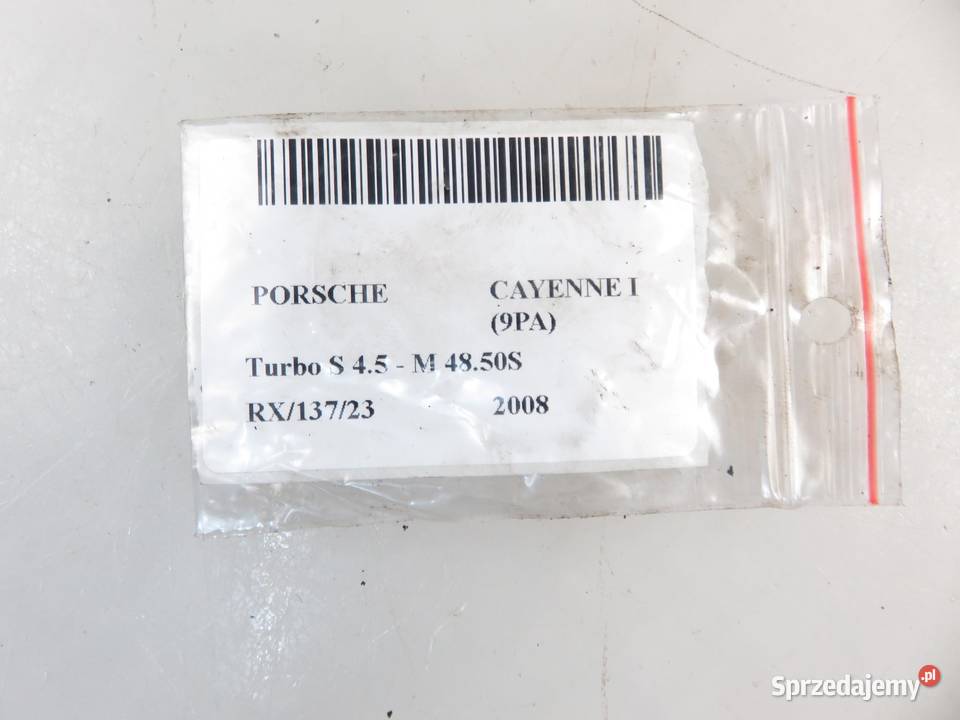 PORSCHE CAYENNE I
(9PA)
Turbo S 4.5 - M 48.50S
RX/137/23 2008
Sprzedajemy.pl